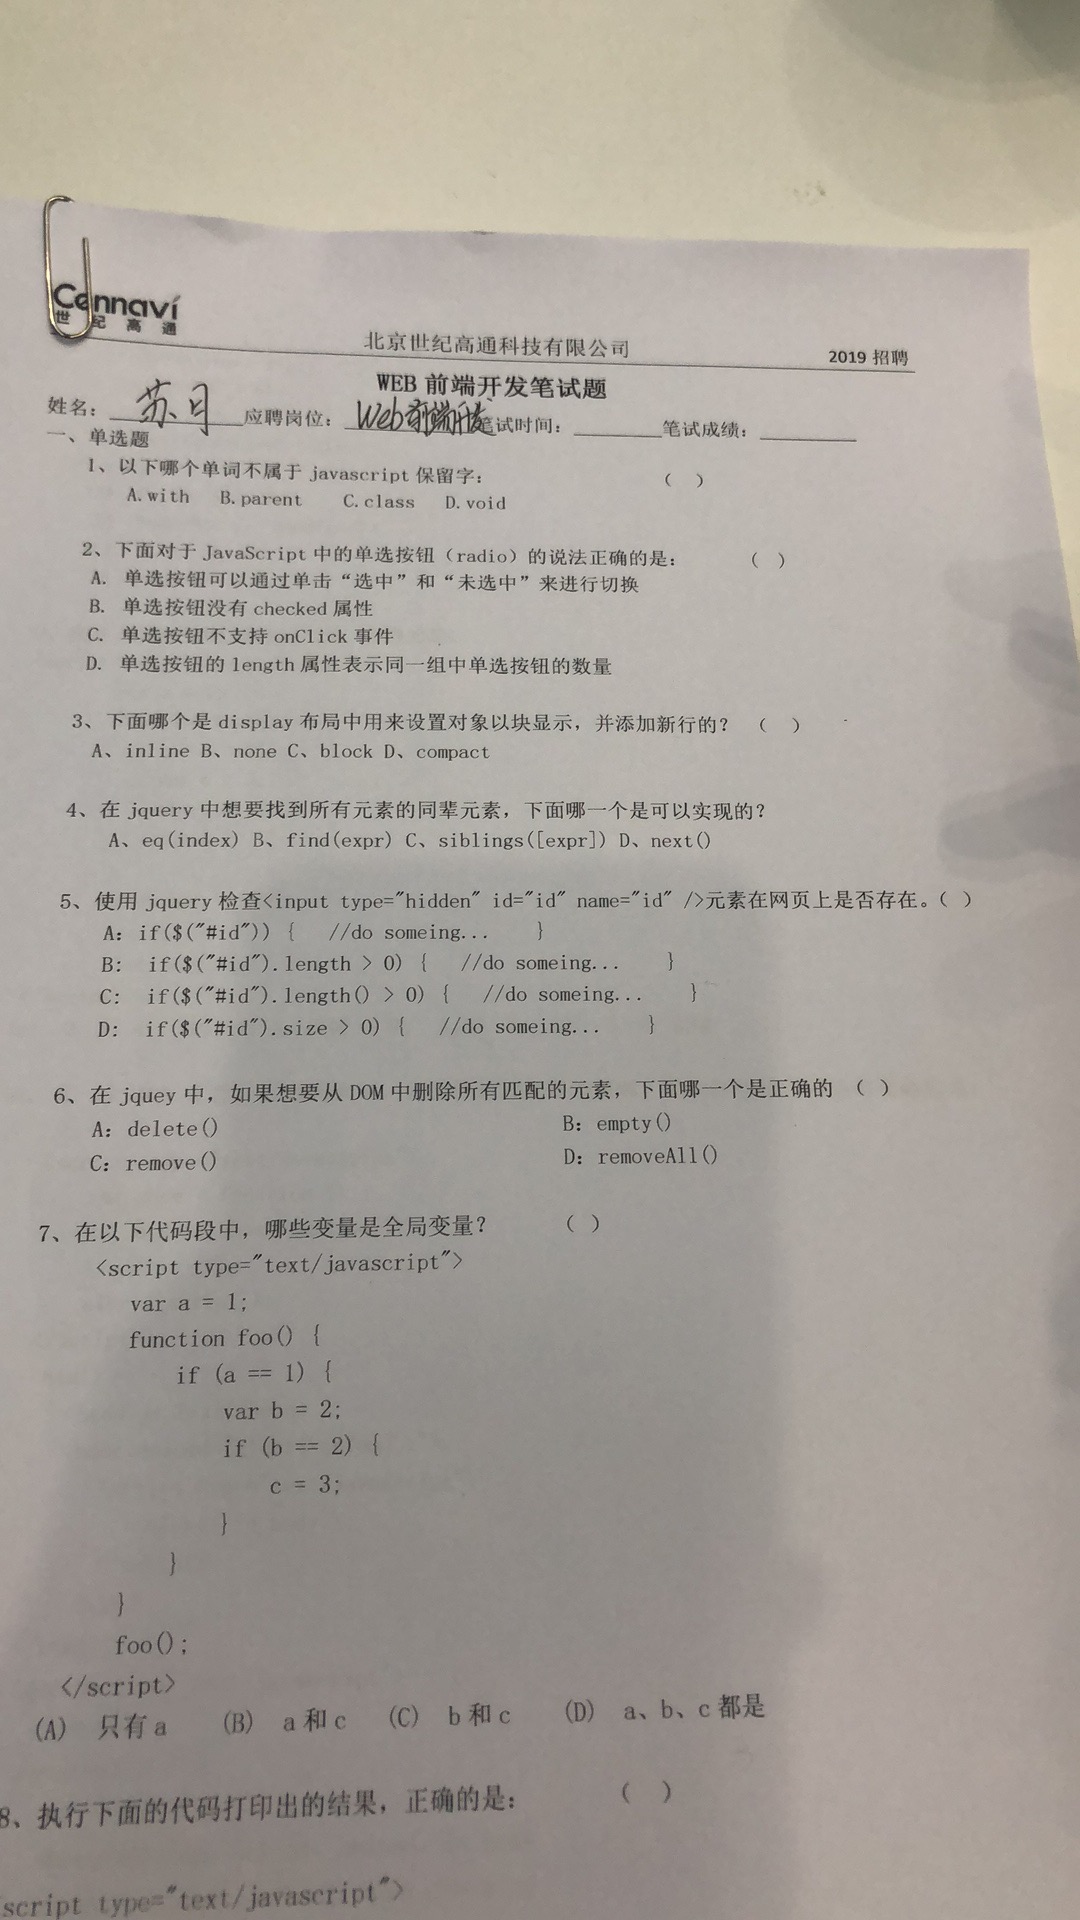 Cennavi
世纪高通
北京世纪高通科技有限公司
2019 招聘
WEB 前端开发笔试题
姓名：苏日 应聘岗位：Web前端开发 笔试时间：______ 笔试成绩：______
一、单选题
1、以下哪个单词不属于 javascript 保留字： （ ）
A. with B. parent C. class D. void
2、下面对于 JavaScript 中的单选按钮（radio）的说法正确的是： （ ）
A. 单选按钮可以通过单击“选中”和“未选中”来进行切换
B. 单选按钮没有 checked 属性
C. 单选按钮不支持 onClick 事件
D. 单选按钮的 length 属性表示同一组中单选按钮的数量
3、下面哪个是 display 布局中用来设置对象以块显示，并添加新行的？ （ ）
A、inline B、none C、block D、compact
4、在 jquery 中想要找到所有元素的同辈元素，下面哪一个是可以实现的？
A、eq(index) B、find(expr) C、siblings([expr]) D、next()
5、使用 jquery 检查<input type="hidden" id="id" name="id" />元素在网页上是否存在。（ ）
A: if($("#id")) { //do someing... }
B: if($("#id").length > 0) { //do someing... }
C: if($("#id").length() > 0) { //do someing... }
D: if($("#id").size > 0) { //do someing... }
6、在 jquey 中，如果想要从 DOM 中删除所有匹配的元素，下面哪一个是正确的 （ ）
A: delete() B: empty()
C: remove() D: removeAll()
7、在以下代码段中，哪些变量是全局变量？ （ ）
<script type="text/javascript">
var a = 1;
function foo() {
if (a == 1) {
var b = 2;
if (b == 2) {
c = 3;
}
}
}
foo();
</script>
(A) 只有 a (B) a 和 c (C) b 和 c (D) a、b、c 都是
8、执行下面的代码打印出的结果，正确的是： （ ）
script type="text/javascript">